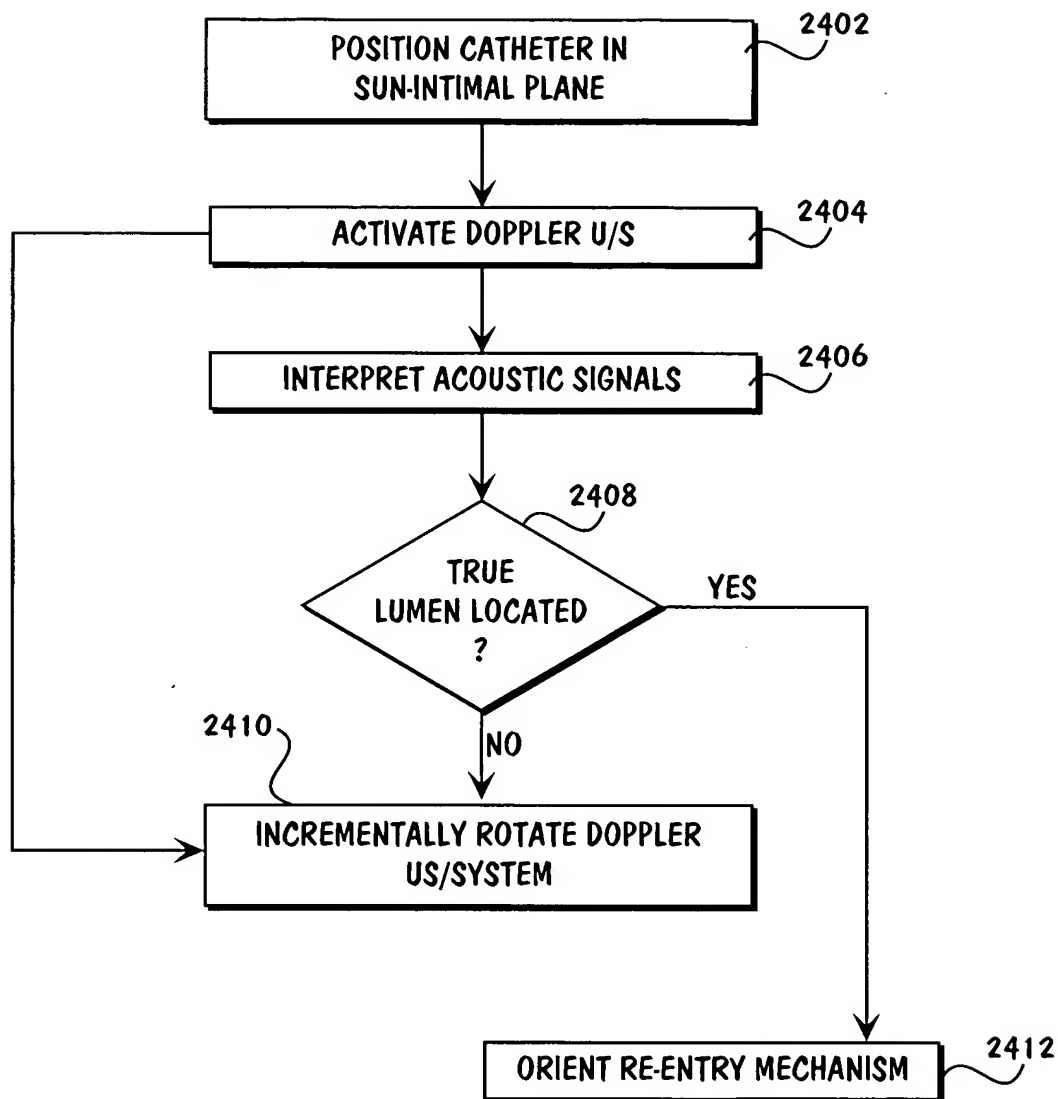 2402
POSITION CATHETER IN
SUN-INTIMAL PLANE
2404
ACTIVATE DOPPLER U/S
2406
INTERPRET ACOUSTIC SIGNALS
2408
TRUE
LUMEN LOCATED
?
YES
2410
NO
INCREMENTALLY ROTATE DOPPLER
US/SYSTEM
2412
ORIENT RE-ENTRY MECHANISM